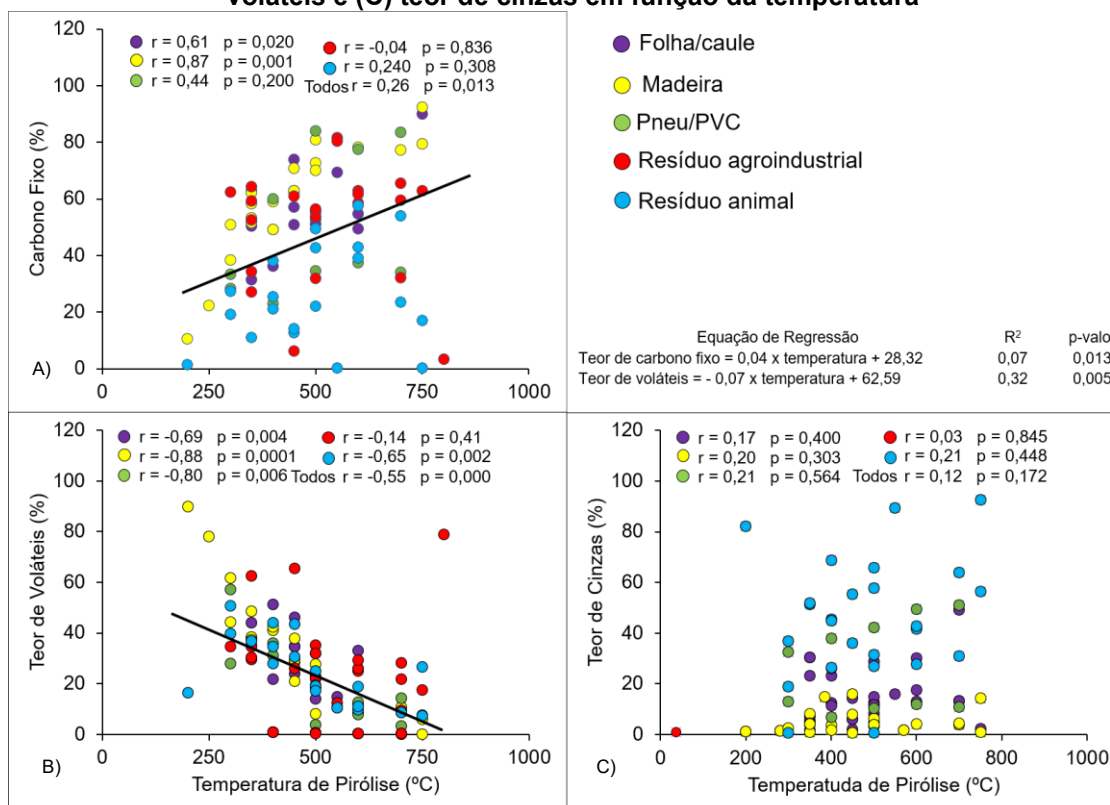 voláteis e (C) teor de cinzas em função da temperatura
120
100
80
60
40
20
0
Carbono Fixo (%)
r = 0,61 p = 0,020
r = 0,87 p = 0,001
r = 0,44 p = 0,200
r = -0,04 p = 0,836
r = 0,240 p = 0,308
Todos r = 0,26 p = 0,013
A)
0 250 500 750 1000
Folha/caule
Madeira
Pneu/PVC
Resíduo agroindustrial
Resíduo animal
Equação de Regressão R² p-valo
Teor de carbono fixo = 0,04 x temperatura + 28,32 0,07 0,013
Teor de voláteis = - 0,07 x temperatura + 62,59 0,32 0,005
120
100
80
60
40
20
0
Teor de Voláteis (%)
r = -0,69 p = 0,004
r = -0,88 p = 0,0001
r = -0,80 p = 0,006
r = -0,14 p = 0,41
r = -0,65 p = 0,002
Todos r = -0,55 p = 0,000
B)
0 250 500 750 1000
Temperatura de Pirólise (ºC)
120
100
80
60
40
20
0
Teor de Cinzas (%)
r = 0,17 p = 0,400
r = 0,20 p = 0,303
r = 0,21 p = 0,564
r = 0,03 p = 0,845
r = 0,21 p = 0,448
Todos r = 0,12 p = 0,172
C)
0 200 400 600 800 1000
Temperatuda de Pirólise (ºC)